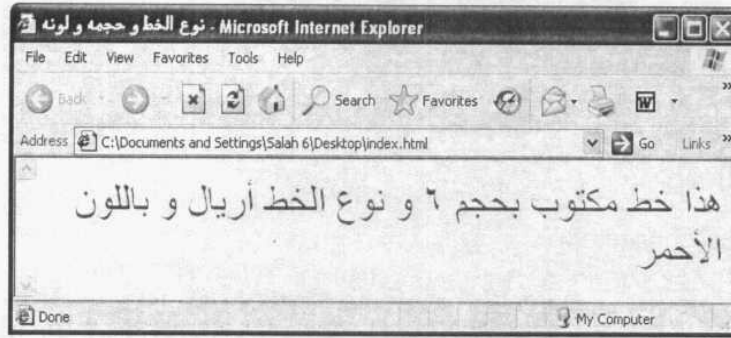 نوع الخط و حجمه و لونه - Microsoft Internet Explorer
File Edit View Favorites Tools Help
Back Search Favorites
Address C:\Documents and Settings\Salah 6\Desktop\index.html Go Links »
هذا خط مكتوب بحجم ٦ و نوع الخط أريال و باللون
الأحمر
Done My Computer